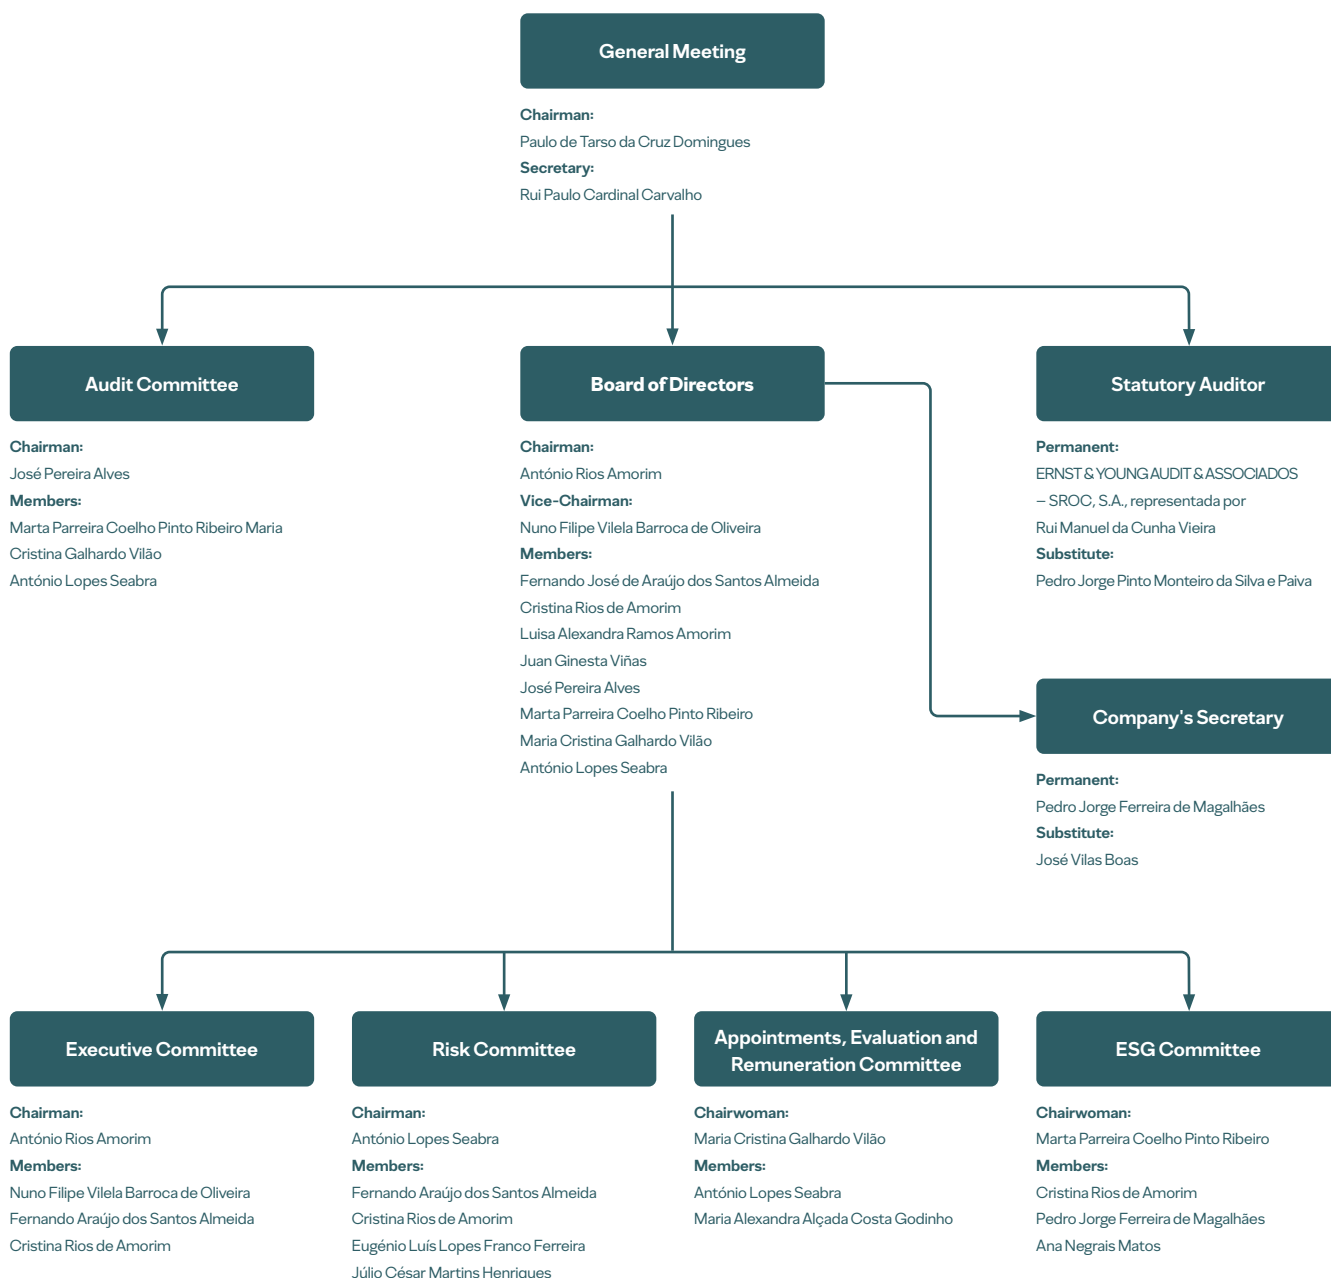 General Meeting
Chairman:
Paulo de Tarso da Cruz Domingues
Secretary:
Rui Paulo Cardinal Carvalho
Audit Committee
Chairman:
José Pereira Alves
Members:
Marta Parreira Coelho Pinto Ribeiro Maria
Cristina Galhardo Vilão
António Lopes Seabra
Board of Directors
Chairman:
António Rios Amorim
Vice-Chairman:
Nuno Filipe Vilela Barroca de Oliveira
Members:
Fernando José de Araújo dos Santos Almeida
Cristina Rios de Amorim
Luisa Alexandra Ramos Amorim
Juan Ginesta Viñas
José Pereira Alves
Marta Parreira Coelho Pinto Ribeiro
Maria Cristina Galhardo Vilão
António Lopes Seabra
Statutory Auditor
Permanent:
ERNST & YOUNG AUDIT & ASSOCIADOS
– SROC, S.A., representada por
Rui Manuel da Cunha Vieira
Substitute:
Pedro Jorge Pinto Monteiro da Silva e Paiva
Company's Secretary
Permanent:
Pedro Jorge Ferreira de Magalhães
Substitute:
José Vilas Boas
Executive Committee
Chairman:
António Rios Amorim
Members:
Nuno Filipe Vilela Barroca de Oliveira
Fernando Araújo dos Santos Almeida
Cristina Rios de Amorim
Risk Committee
Chairman:
António Lopes Seabra
Members:
Fernando Araújo dos Santos Almeida
Cristina Rios de Amorim
Eugénio Luís Lopes Franco Ferreira
Júlio César Martins Henriques
Appointments, Evaluation and
Remuneration Committee
Chairwoman:
Maria Cristina Galhardo Vilão
Members:
António Lopes Seabra
Maria Alexandra Alçada Costa Godinho
ESG Committee
Chairwoman:
Marta Parreira Coelho Pinto Ribeiro
Members:
Cristina Rios de Amorim
Pedro Jorge Ferreira de Magalhães
Ana Negrais Matos